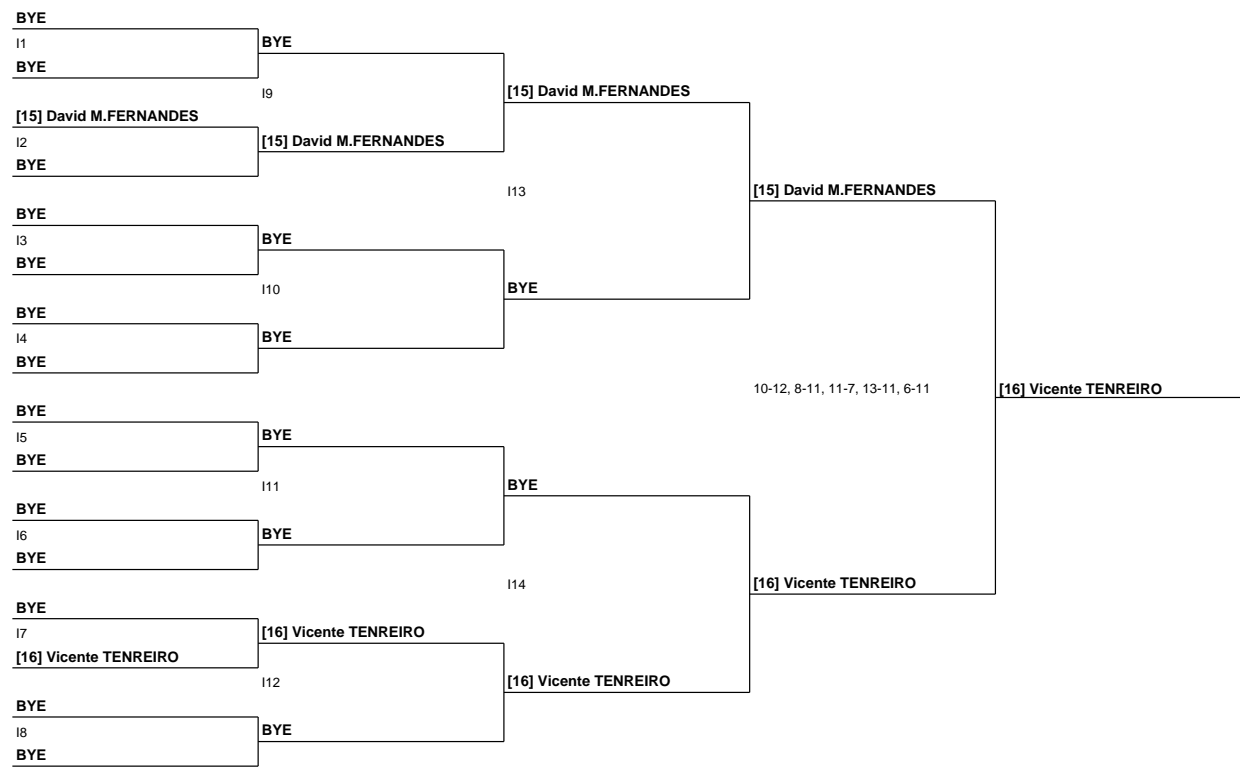 BYE
I1
BYE
BYE
I9
[15] David M.FERNANDES
[15] David M.FERNANDES
I2
[15] David M.FERNANDES
BYE
I13
[15] David M.FERNANDES
BYE
I3
BYE
BYE
I10
BYE
BYE
I4
BYE
BYE
10-12, 8-11, 11-7, 13-11, 6-11
[16] Vicente TENREIRO
BYE
I5
BYE
BYE
I11
BYE
BYE
I6
BYE
BYE
I14
[16] Vicente TENREIRO
BYE
I7
[16] Vicente TENREIRO
[16] Vicente TENREIRO
I12
[16] Vicente TENREIRO
BYE
I8
BYE
BYE